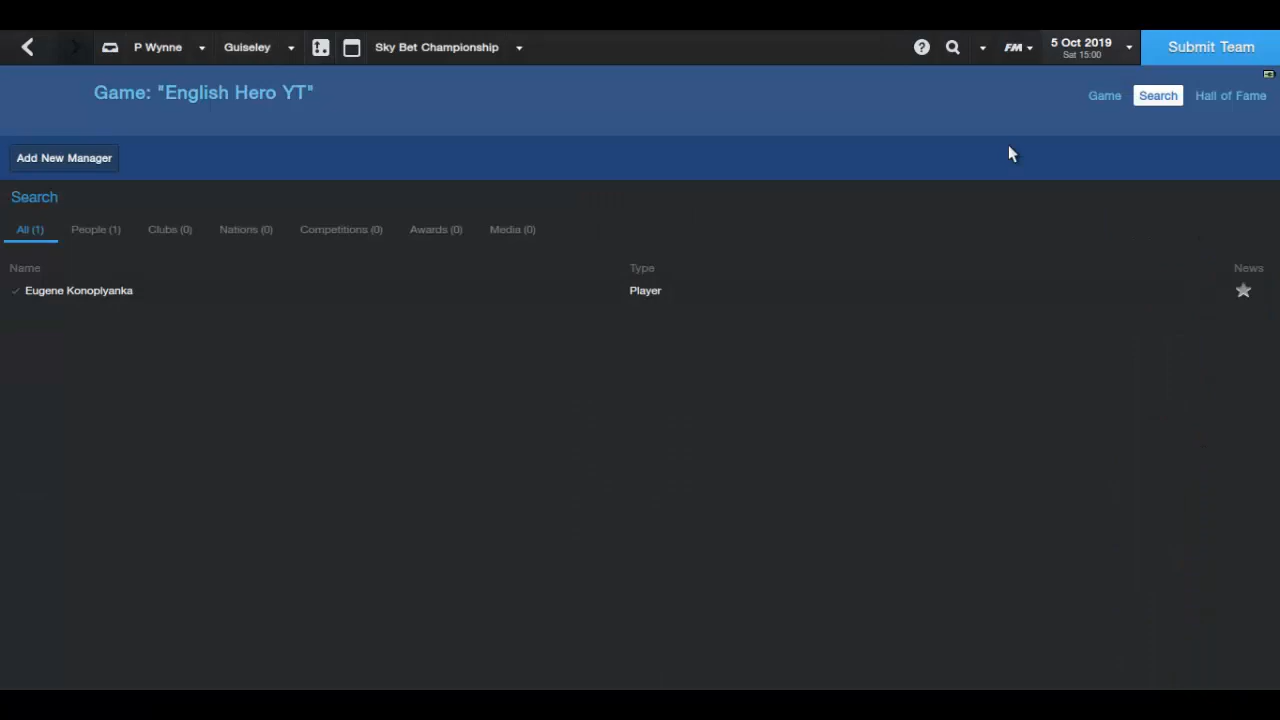 P Wynne Guiseley Sky Bet Championship ? FM 5 Oct 2019 Submit Team
Sat 15:00
Game: "English Hero YT" Game Search Hall of Fame
Add New Manager
Search
All (1) People (1) Clubs (0) Nations (0) Competitions (0) Awards (0) Media (0)
Name Type News
Eugene Konoplyanka Player